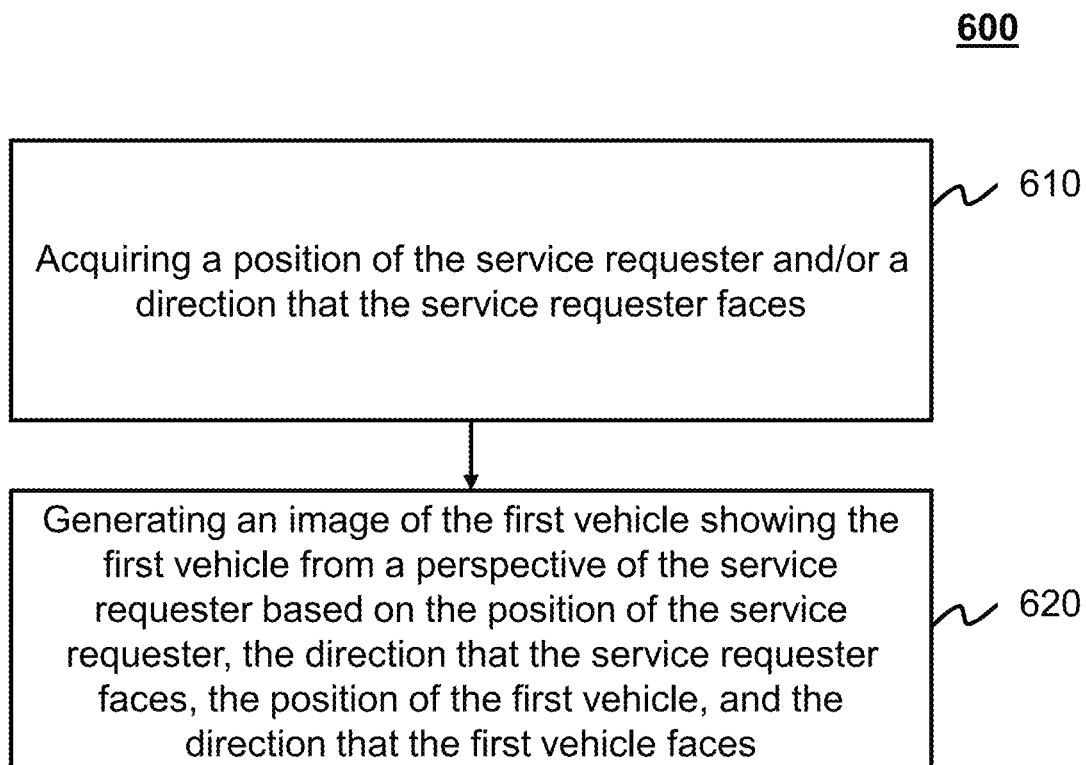 600
Acquiring a position of the service requester and/or a
direction that the service requester faces
610
Generating an image of the first vehicle showing the
first vehicle from a perspective of the service
requester based on the position of the service
requester, the direction that the service requester
faces, the position of the first vehicle, and the
direction that the first vehicle faces
620